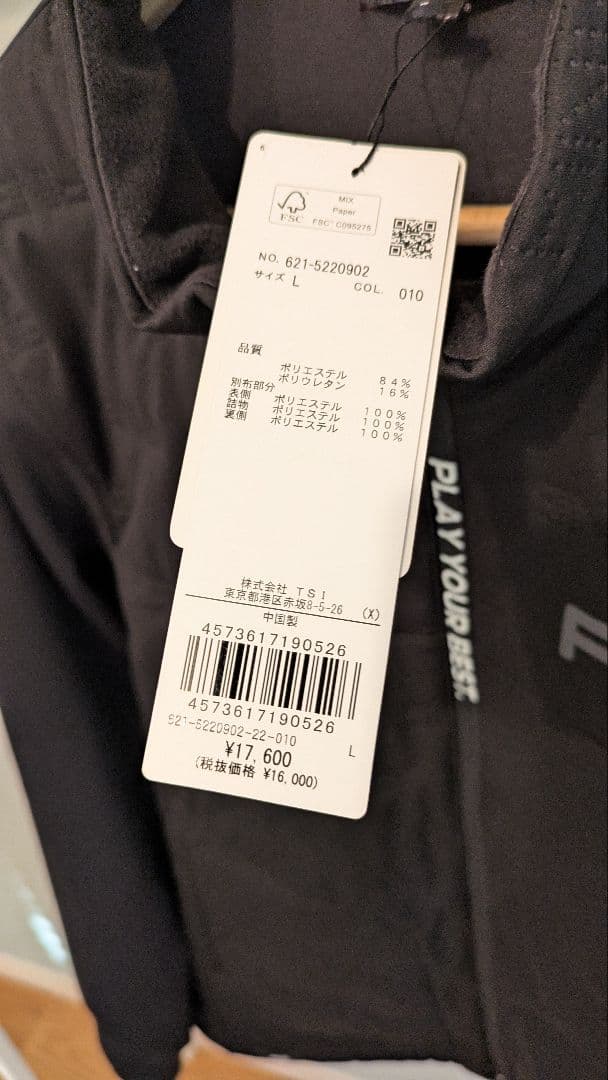 FSC
MIX
Paper
FSC® C095275
NO. 621-5220902
サイズ L COL. 010
品質
ポリエステル 84%
ポリウレタン 16%
別布部分
表側 ポリエステル 100%
詰物 ポリエステル 100%
裏側 ポリエステル 100%
株式会社 TSI
東京都港区赤坂8-5-26 (X)
中国製
4573617190526
4573617190526
621-5220902-22-010
L
¥17,600
(税抜価格 ¥16,000)
PLAY YOUR BEST.